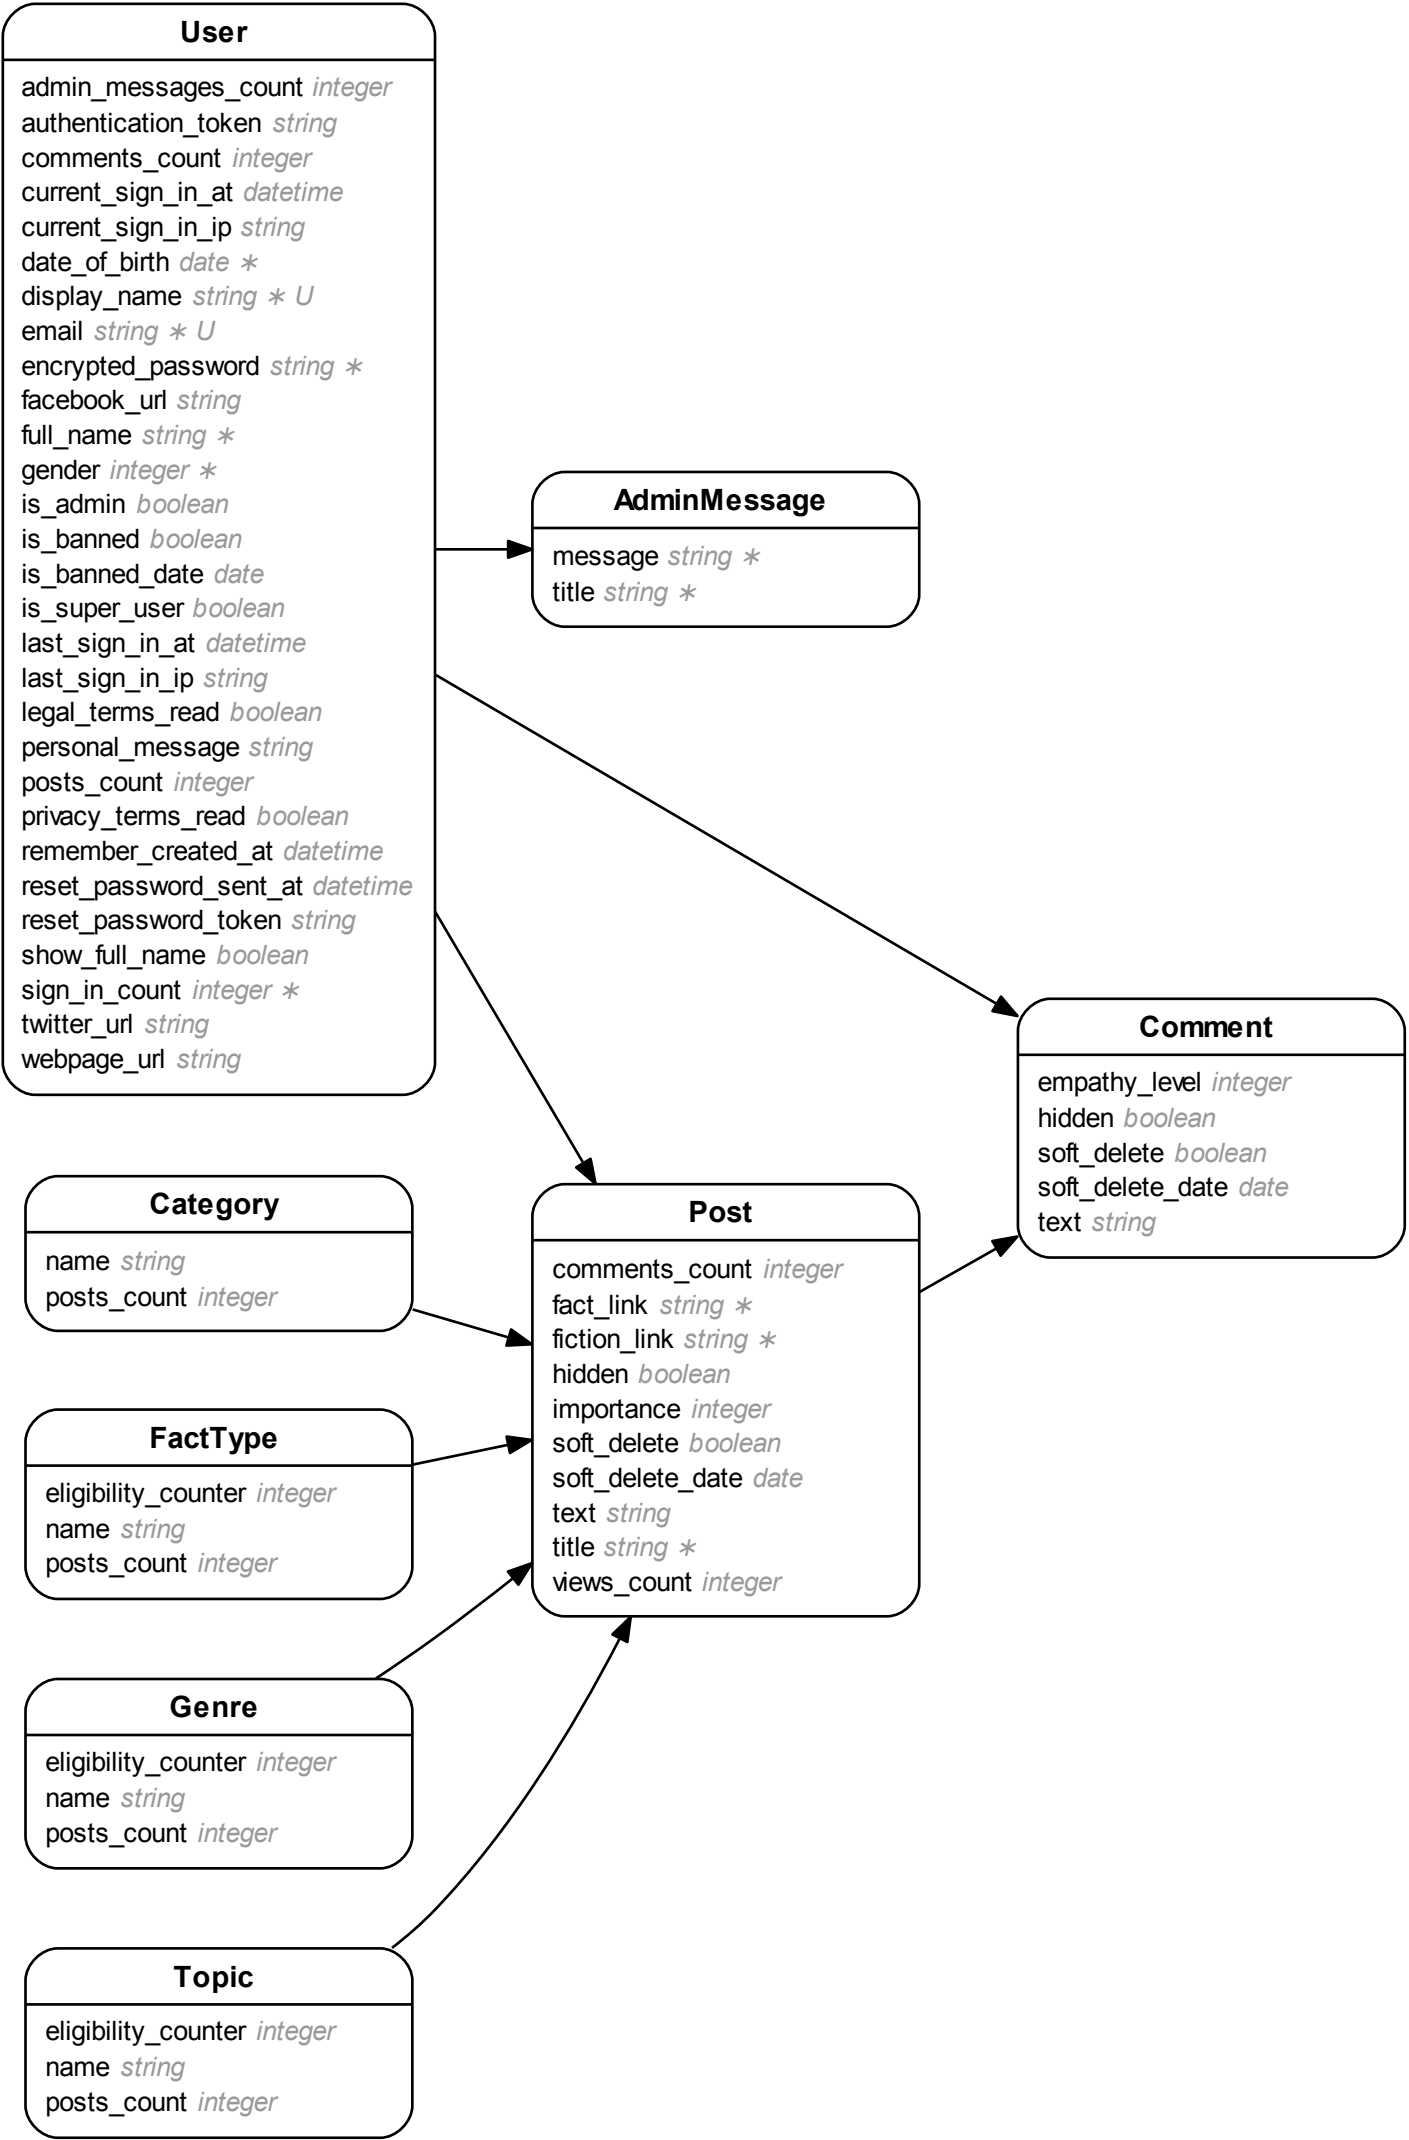 User
admin_messages_count integer
authentication_token string
comments_count integer
current_sign_in_at datetime
current_sign_in_ip string
date_of_birth date ∗
display_name string ∗ U
email string ∗ U
encrypted_password string ∗
facebook_url string
full_name string ∗
gender integer ∗
is_admin boolean
is_banned boolean
is_banned_date date
is_super_user boolean
last_sign_in_at datetime
last_sign_in_ip string
legal_terms_read boolean
personal_message string
posts_count integer
privacy_terms_read boolean
remember_created_at datetime
reset_password_sent_at datetime
reset_password_token string
show_full_name boolean
sign_in_count integer ∗
twitter_url string
webpage_url string
AdminMessage
message string ∗
title string ∗
Comment
empathy_level integer
hidden boolean
soft_delete boolean
soft_delete_date date
text string
Category
name string
posts_count integer
Post
comments_count integer
fact_link string ∗
fiction_link string ∗
hidden boolean
importance integer
soft_delete boolean
soft_delete_date date
text string
title string ∗
views_count integer
FactType
eligibility_counter integer
name string
posts_count integer
Genre
eligibility_counter integer
name string
posts_count integer
Topic
eligibility_counter integer
name string
posts_count integer